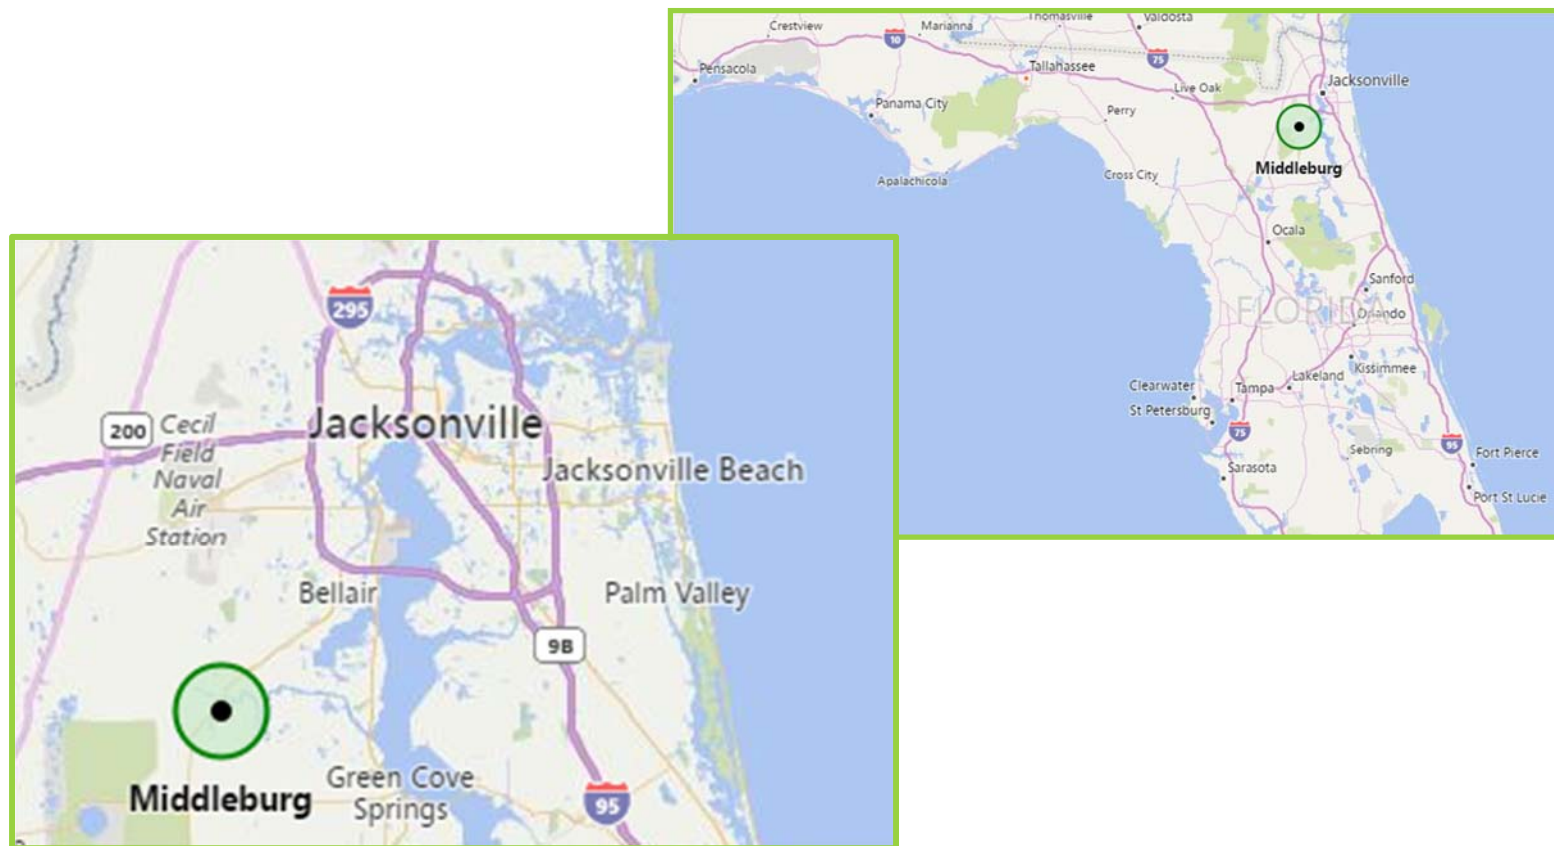 Crestview
Marianna
Thomasville
Valdosta
10
75
Pensacola
Tallahassee
Jacksonville
Live Oak
Panama City
Perry
Middleburg
Cross City
Apalachicola
Ocala
Sanford
FLORIDA
Orlando
Kissimmee
Lakeland
Clearwater
Tampa
St Petersburg
75
95
Sebring
Fort Pierce
Sarasota
Port St Lucie
295
Jacksonville
200
Cecil
Field
Naval
Air
Station
Jacksonville Beach
Bellair
Palm Valley
9B
Middleburg
Green Cove
Springs
95